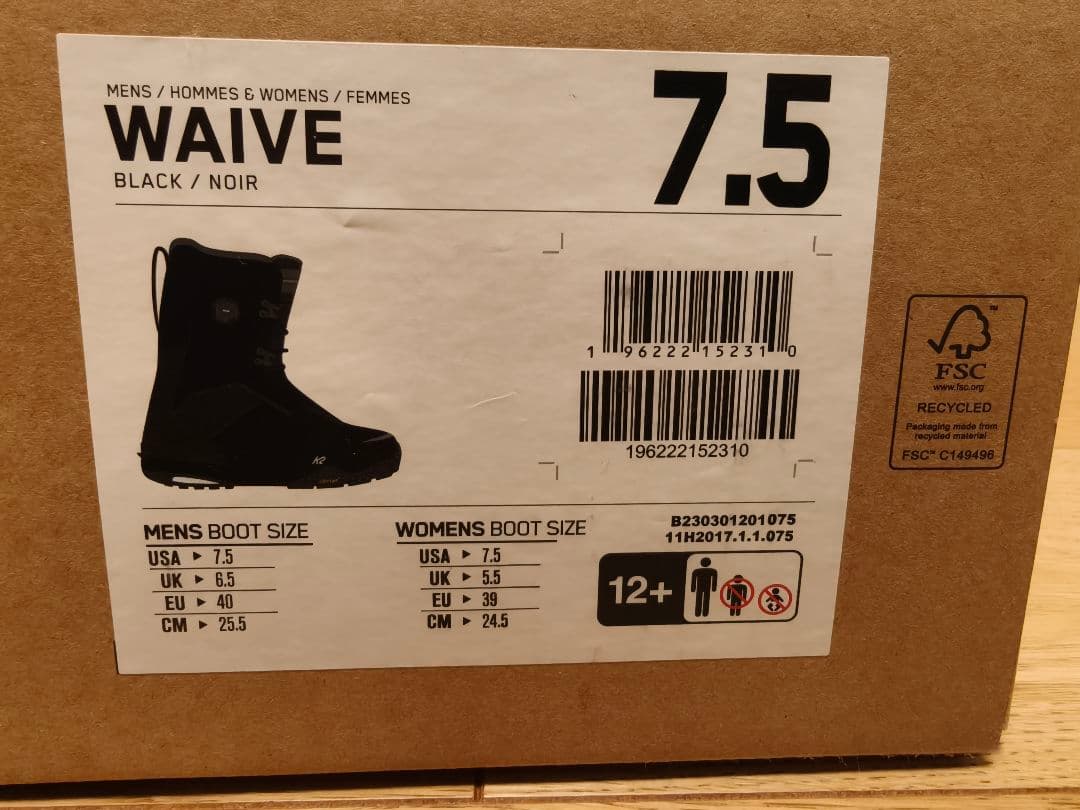 MENS / HOMMES & WOMENS / FEMMES
WAIVE
BLACK / NOIR
7.5
1 96222 15231 0
196222152310
K2
MENS BOOT SIZE
USA ▶ 7.5
UK ▶ 6.5
EU ▶ 40
CM ▶ 25.5
WOMENS BOOT SIZE
USA ▶ 7.5
UK ▶ 5.5
EU ▶ 39
CM ▶ 24.5
B230301201075
11H2017.1.1.075
12+
FSC™
www.fsc.org
RECYCLED
Packaging made from
recycled material
FSC™ C149496